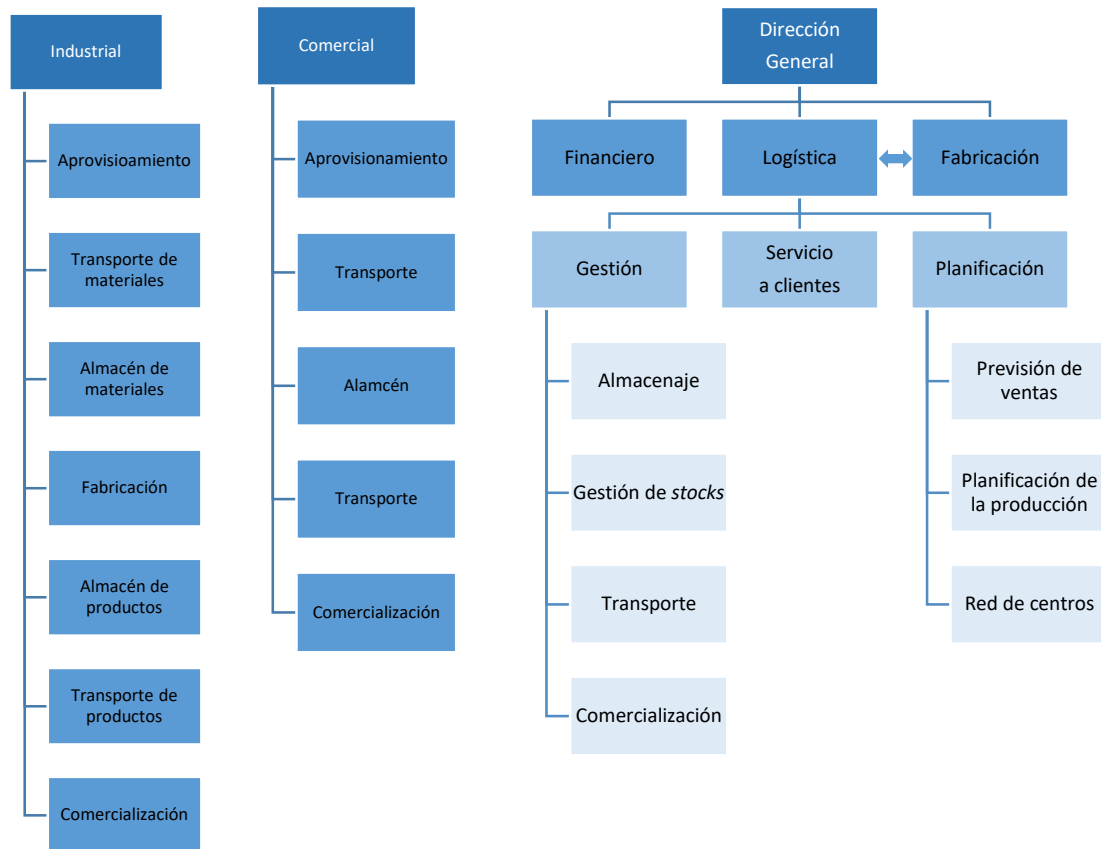 Industrial
Aprovisioamiento
Transporte de
materiales
Almacén de
materiales
Fabricación
Almacén de
productos
Transporte de
productos
Comercialización
Comercial
Aprovisionamiento
Transporte
Alamcén
Transporte
Comercialización
Dirección
General
Financiero
Logística
Fabricación
Gestión
Servicio
a clientes
Planificación
Almacenaje
Gestión de stocks
Transporte
Comercialización
Previsión de
ventas
Planificación de
la producción
Red de centros